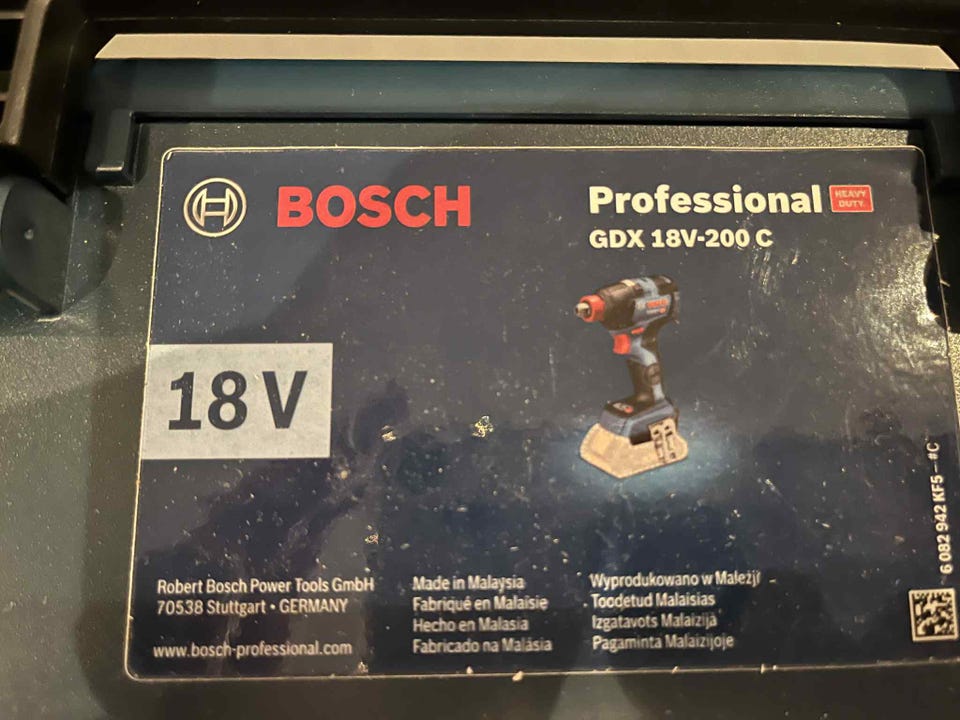 BOSCH
Professional HEAVY DUTY
GDX 18V-200 C
18 V
Robert Bosch Power Tools GmbH
70538 Stuttgart • GERMANY
www.bosch-professional.com
Made in Malaysia
Fabriqué en Malaisie
Hecho en Malasia
Fabricado na Malásia
Wyprodukowano w Malezji
Toodetud Malaisias
Izgatavots Malaizijā
Pagaminta Malaizijoje
6 082 942 KF5 – #C